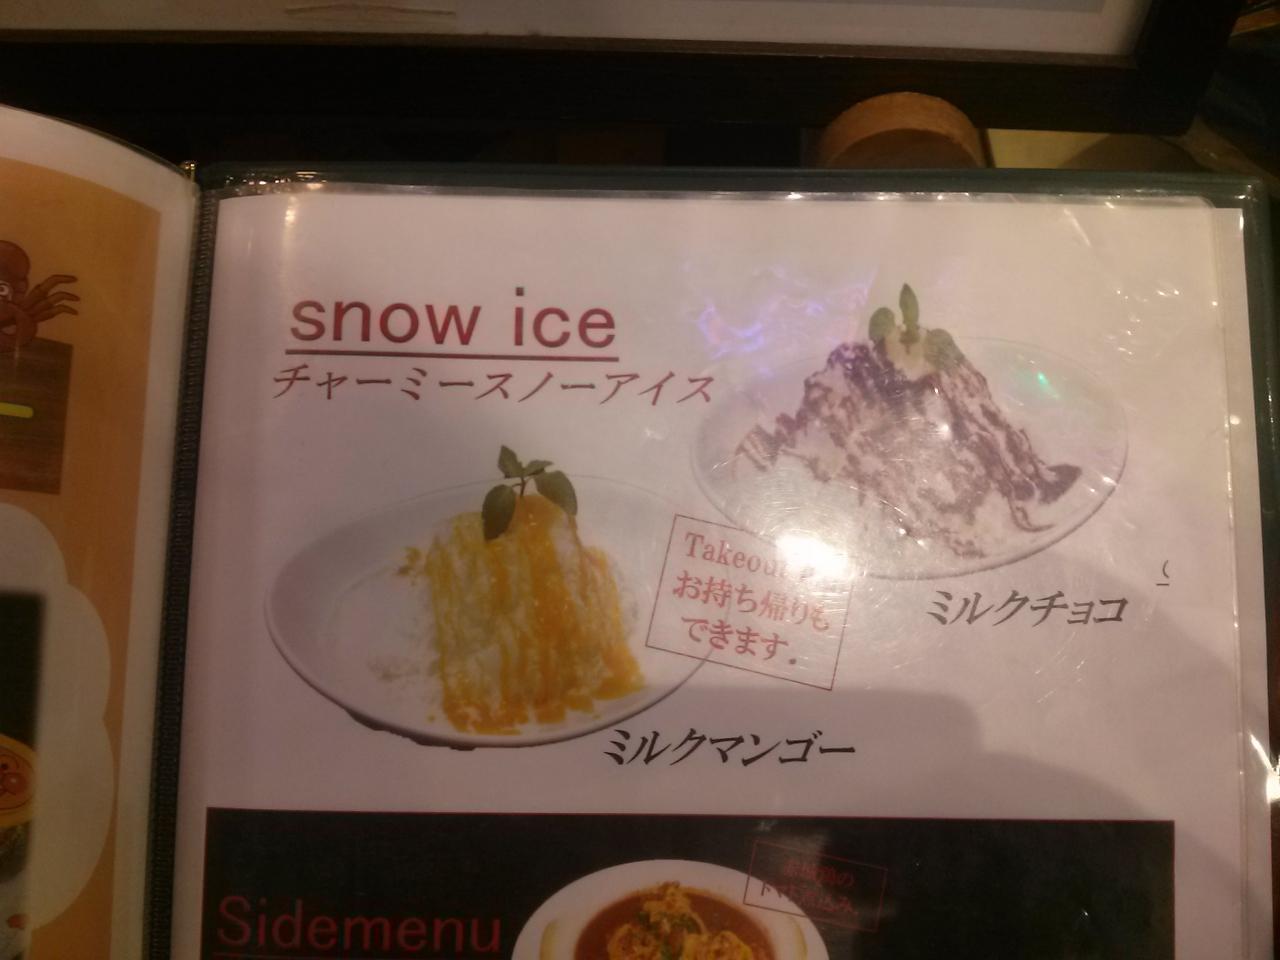 snow ice
チャーミースノーアイス
お持ち帰りも
できます。
ミルクチョコ
ミルクマンゴー
Sidemenu